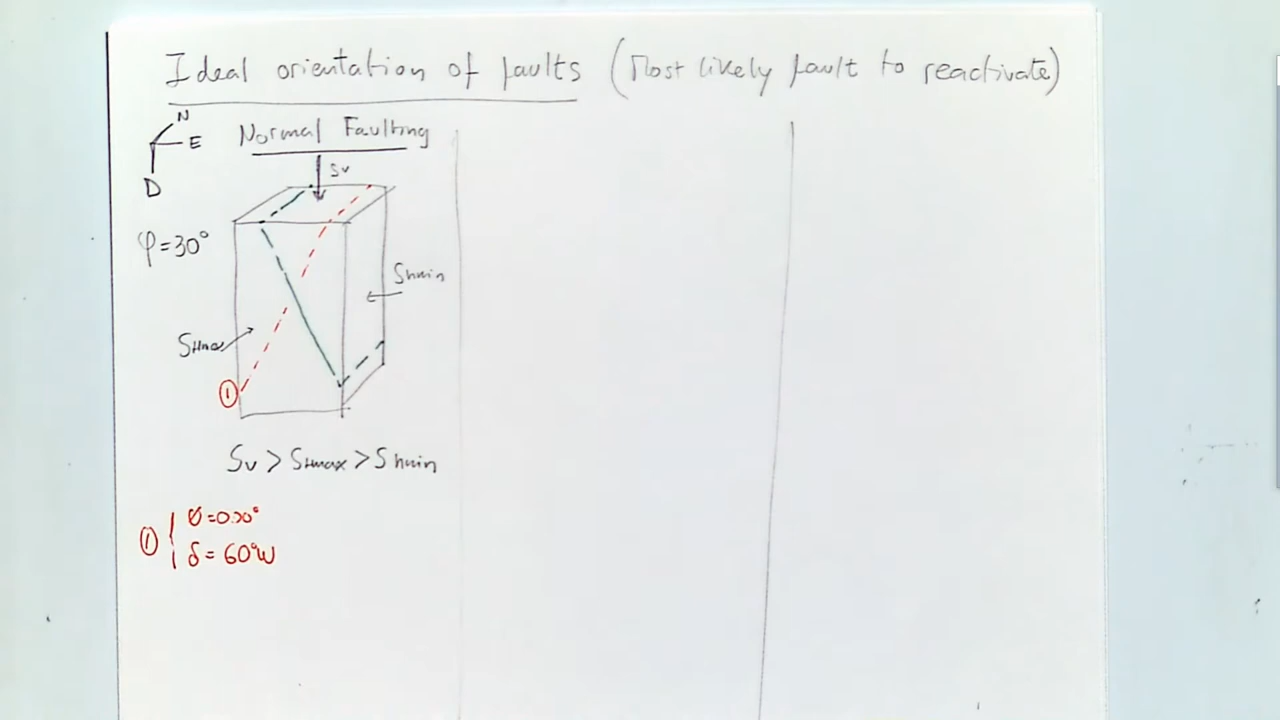 Ideal orientation of faults (Most likely fault to reactivate)
N
E
D
Normal Faulting
Sv
φ=30°
Shmin
SHmax
①
Sv > SHmax > Shmin
① { 
δ= 60°W